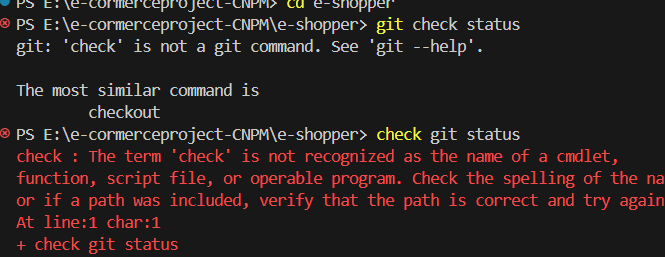 PS E:\e-cormerceproject-CNPM> cd e-shopper
PS E:\e-cormerceproject-CNPM\e-shopper> git check status
git: 'check' is not a git command. See 'git --help'.
The most similar command is
checkout
PS E:\e-cormerceproject-CNPM\e-shopper> check git status
check : The term 'check' is not recognized as the name of a cmdlet,
function, script file, or operable program. Check the spelling of the na
or if a path was included, verify that the path is correct and try again
At line:1 char:1
+ check git status